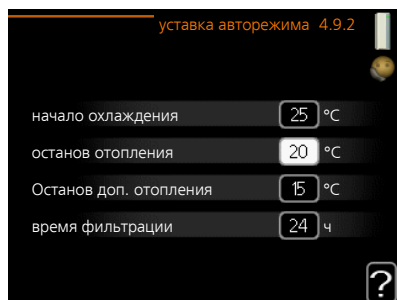 уставка авторежима 4.9.2
начало охлаждения 25 °C
останов отопления 20 °C
Останов доп. отопления 15 °C
время фильтрации 24 ч
?